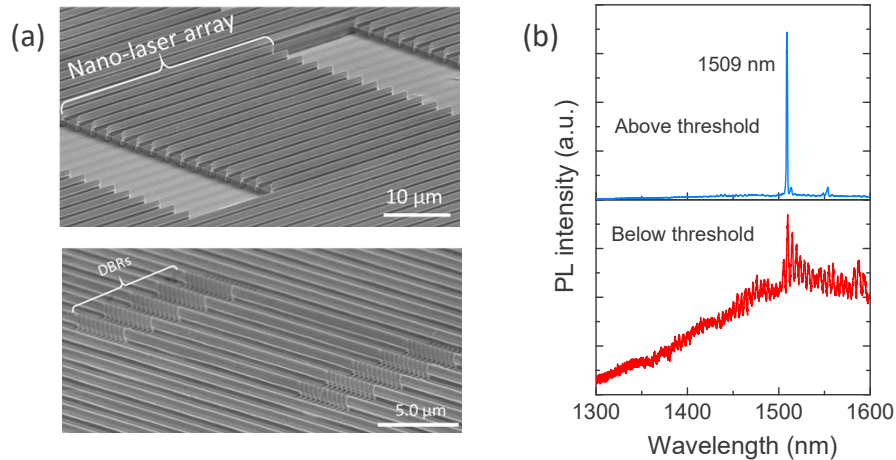 (a)
Nano-laser array
10 μm
DBRs
5.0 μm
(b)
1509 nm
Above threshold
Below threshold
PL intensity (a.u.)
1300 1400 1500 1600
Wavelength (nm)